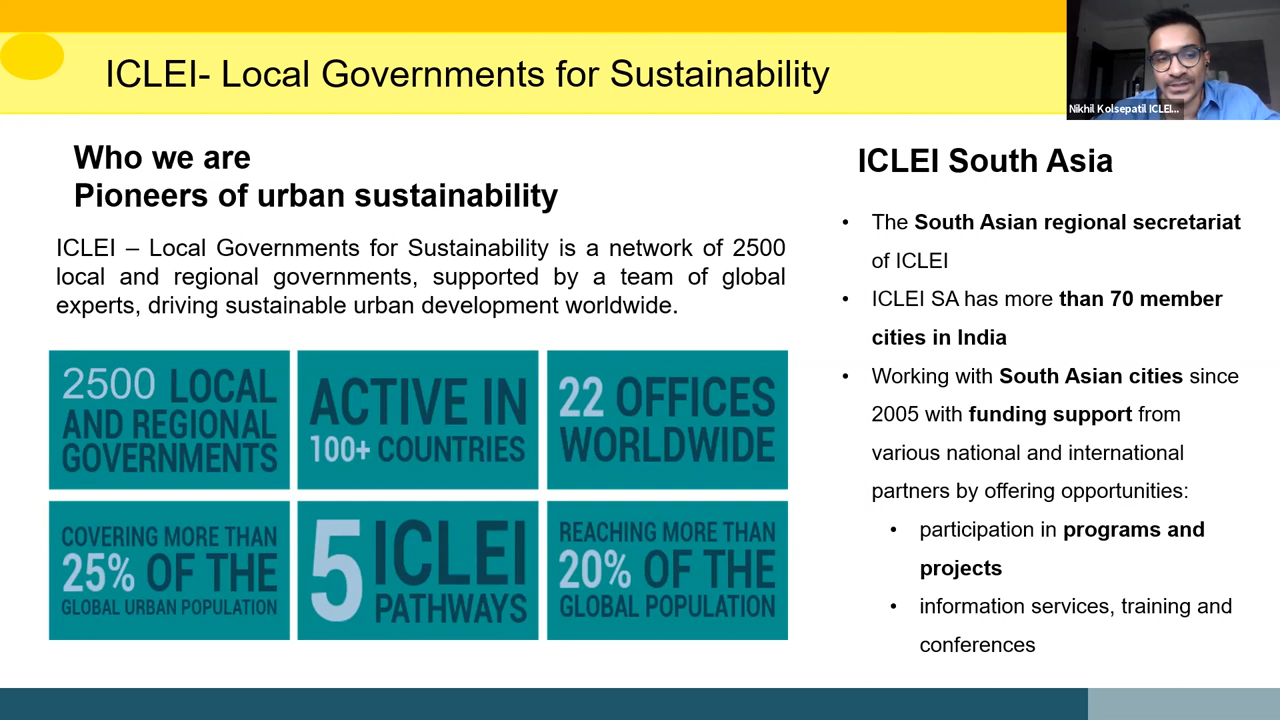 ICLEI- Local Governments for Sustainability
Nikhil Kolsepatil ICLEI...
Who we are
Pioneers of urban sustainability
ICLEI – Local Governments for Sustainability is a network of 2500
local and regional governments, supported by a team of global
experts, driving sustainable urban development worldwide.
2500 LOCAL
AND REGIONAL
GOVERNMENTS
ACTIVE IN
100+ COUNTRIES
22 OFFICES
WORLDWIDE
COVERING MORE THAN
25% OF THE
GLOBAL URBAN POPULATION
5 ICLEI
PATHWAYS
REACHING MORE THAN
20% OF THE
GLOBAL POPULATION
ICLEI South Asia
• The South Asian regional secretariat
of ICLEI
• ICLEI SA has more than 70 member
cities in India
• Working with South Asian cities since
2005 with funding support from
various national and international
partners by offering opportunities:
• participation in programs and
projects
• information services, training and
conferences